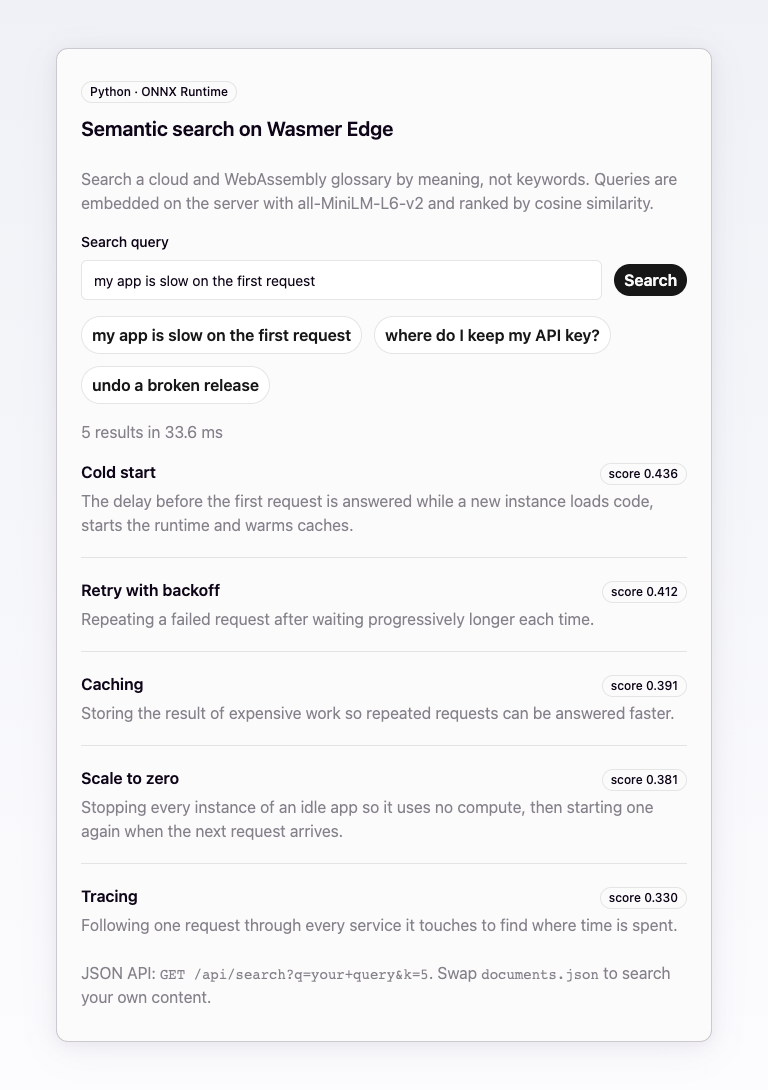 Python · ONNX Runtime
Semantic search on Wasmer Edge
Search a cloud and WebAssembly glossary by meaning, not keywords. Queries are
embedded on the server with all-MiniLM-L6-v2 and ranked by cosine similarity.
Search query
my app is slow on the first request
Search
my app is slow on the first request
where do I keep my API key?
undo a broken release
5 results in 33.6 ms
Cold start
score 0.436
The delay before the first request is answered while a new instance loads code,
starts the runtime and warms caches.
Retry with backoff
score 0.412
Repeating a failed request after waiting progressively longer each time.
Caching
score 0.391
Storing the result of expensive work so repeated requests can be answered faster.
Scale to zero
score 0.381
Stopping every instance of an idle app so it uses no compute, then starting one
again when the next request arrives.
Tracing
score 0.330
Following one request through every service it touches to find where time is spent.
JSON API: GET /api/search?q=your+query&k=5. Swap documents.json to search
your own content.